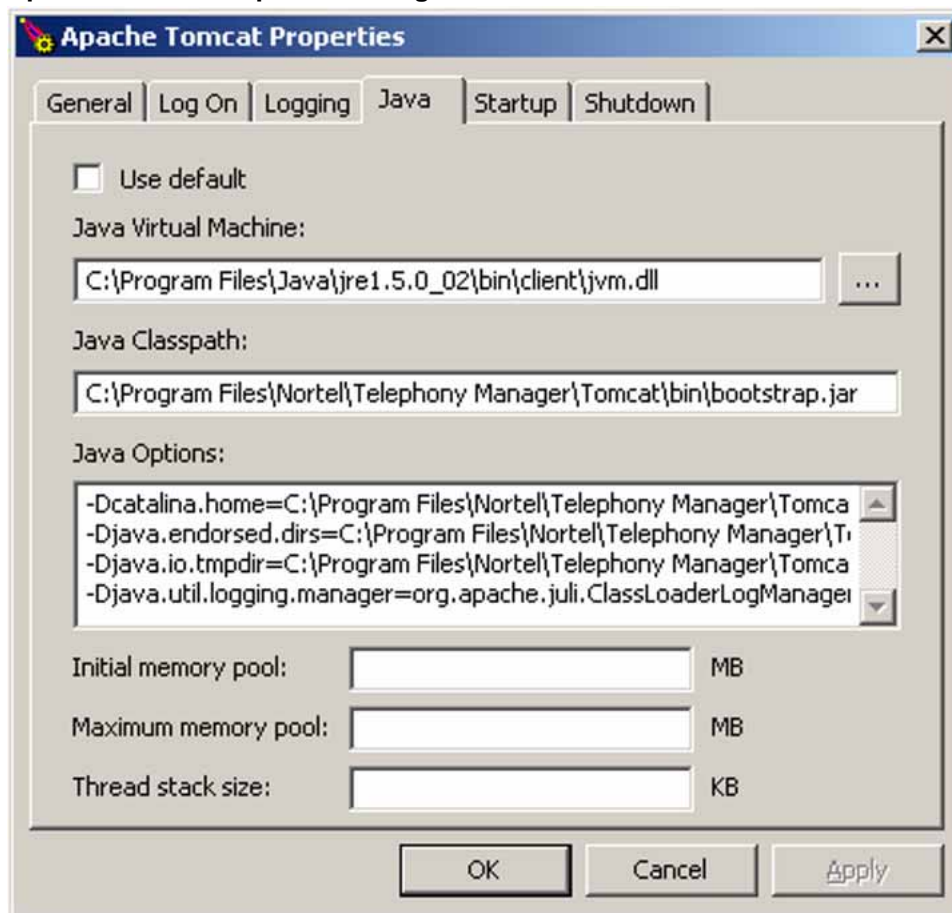 Apache Tomcat Properties
General Log On Logging Java Startup Shutdown
Use default
Java Virtual Machine:
C:\Program Files\Java\jre1.5.0_02\bin\client\jvm.dll ...
Java Classpath:
C:\Program Files\Nortel\Telephony Manager\Tomcat\bin\bootstrap.jar
Java Options:
-Dcatalina.home=C:\Program Files\Nortel\Telephony Manager\Tomca
-Djava.endorsed.dirs=C:\Program Files\Nortel\Telephony Manager\T
-Djava.io.tmpdir=C:\Program Files\Nortel\Telephony Manager\Tomca
-Djava.util.logging.manager=org.apache.juli.ClassLoaderLogManager
Initial memory pool: MB
Maximum memory pool: MB
Thread stack size: KB
OK Cancel Apply